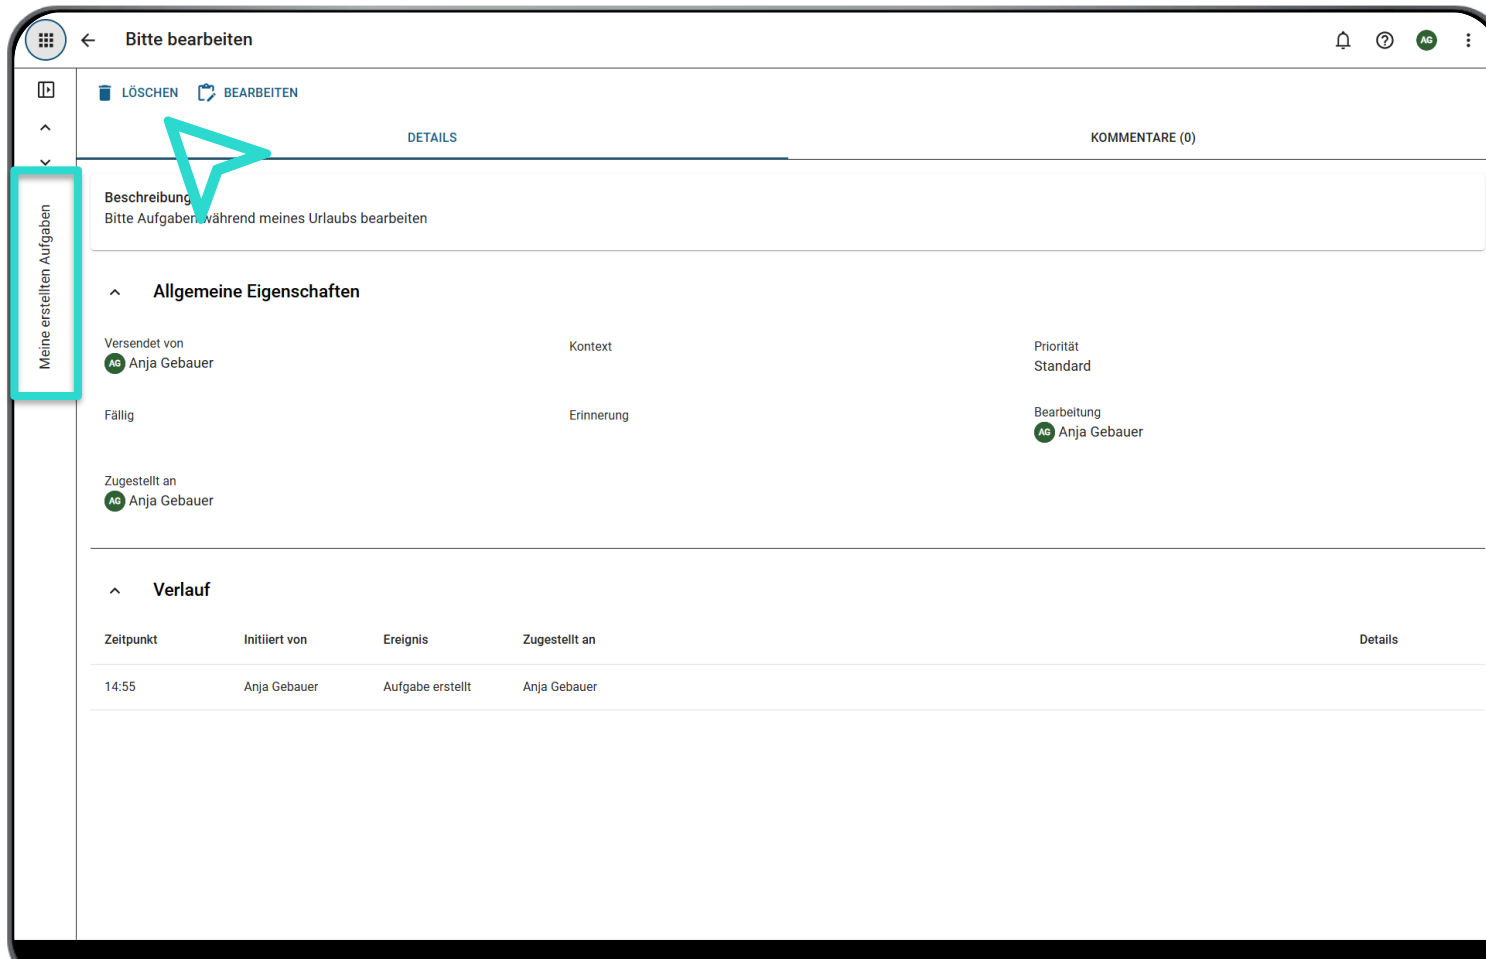 Bitte bearbeiten
AG
LÖSCHEN
BEARBEITEN
DETAILS
KOMMENTARE (0)
Meine erstellten Aufgaben
Beschreibung
Bitte Aufgaben während meines Urlaubs bearbeiten
Allgemeine Eigenschaften
Versendet von
AG Anja Gebauer
Kontext
Priorität
Standard
Fällig
Erinnerung
Bearbeitung
AG Anja Gebauer
Zugestellt an
AG Anja Gebauer
Verlauf
Zeitpunkt Initiiert von Ereignis Zugestellt an Details
14:55 Anja Gebauer Aufgabe erstellt Anja Gebauer